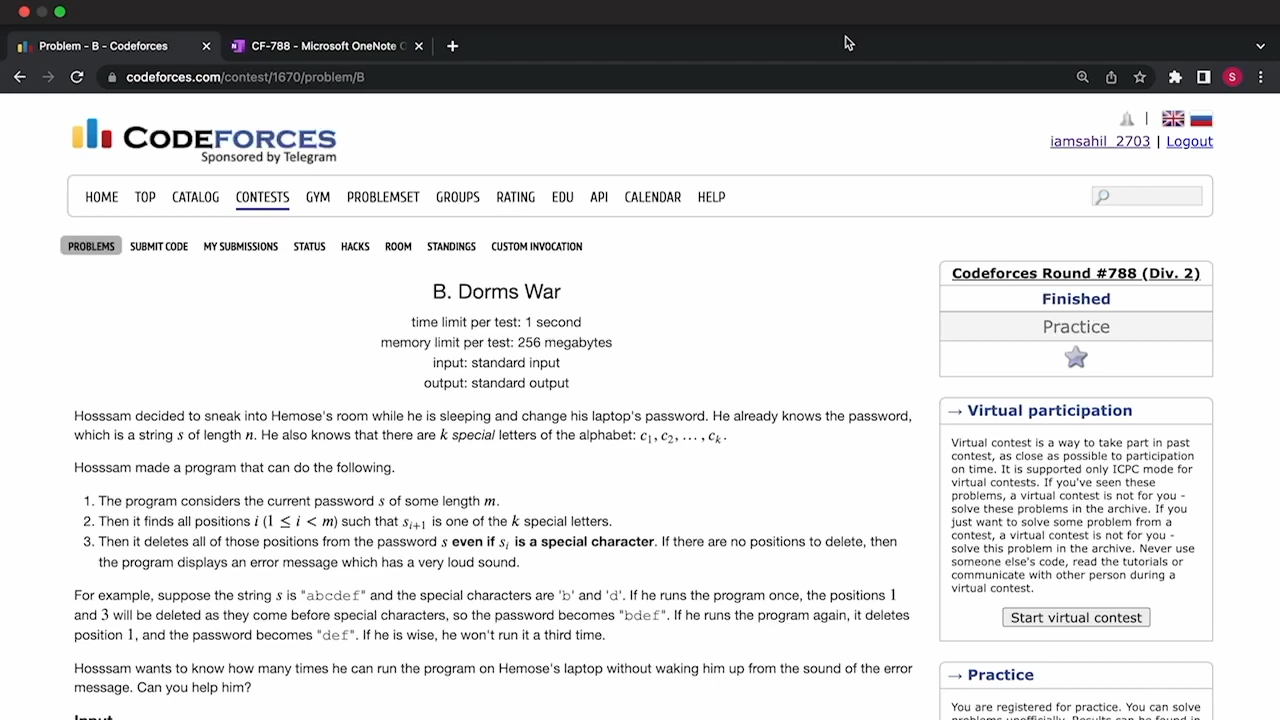 Problem - B - Codeforces
CF-788 - Microsoft OneNote
codeforces.com/contest/1670/problem/B
S
CODEFORCES
Sponsored by Telegram
iamsahil_2703 | Logout
HOME TOP CATALOG CONTESTS GYM PROBLEMSET GROUPS RATING EDU API CALENDAR HELP
PROBLEMS SUBMIT CODE MY SUBMISSIONS STATUS HACKS ROOM STANDINGS CUSTOM INVOCATION
B. Dorms War
time limit per test: 1 second
memory limit per test: 256 megabytes
input: standard input
output: standard output
Hosssam decided to sneak into Hemose's room while he is sleeping and change his laptop's password. He already knows the password,
which is a string s of length n. He also knows that there are k special letters of the alphabet: c₁, c₂, … , cₖ.
Hosssam made a program that can do the following.
1. The program considers the current password s of some length m.
2. Then it finds all positions i (1 ≤ i < m) such that sᵢ₊₁ is one of the k special letters.
3. Then it deletes all of those positions from the password s even if sᵢ is a special character. If there are no positions to delete, then
the program displays an error message which has a very loud sound.
For example, suppose the string s is "abcdef" and the special characters are 'b' and 'd'. If he runs the program once, the positions 1
and 3 will be deleted as they come before special characters, so the password becomes "bdef". If he runs the program again, it deletes
position 1, and the password becomes "def". If he is wise, he won't run it a third time.
Hosssam wants to know how many times he can run the program on Hemose's laptop without waking him up from the sound of the error
message. Can you help him?
Input
Codeforces Round #788 (Div. 2)
Finished
Practice
→ Virtual participation
Virtual contest is a way to take part in past
contest, as close as possible to participation
on time. It is supported only ICPC mode for
virtual contests. If you've seen these
problems, a virtual contest is not for you -
solve these problems in the archive. If you
just want to solve some problem from a
contest, a virtual contest is not for you -
solve this problem in the archive. Never use
someone else's code, read the tutorials or
communicate with other person during a
virtual contest.
Start virtual contest
→ Practice
You are registered for practice. You can solve
problems unofficially. Results can be found in